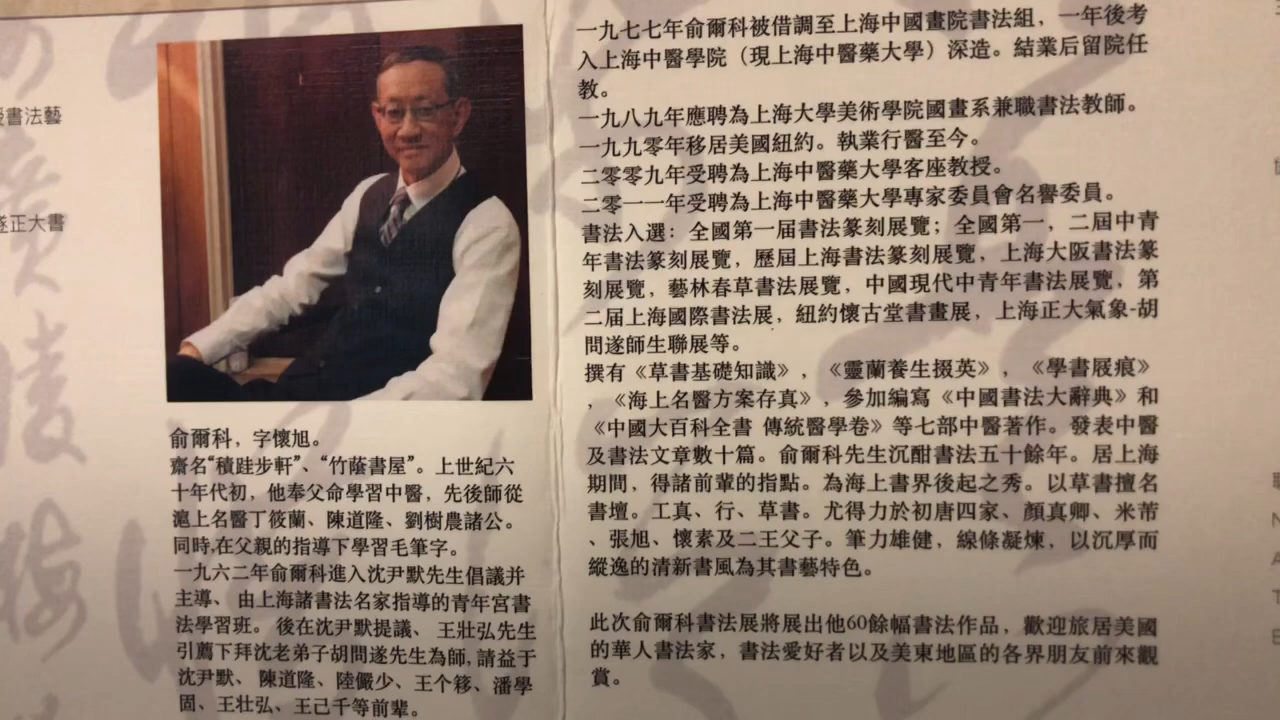 書法藝
遂正大書
俞爾科，字懷旭。
齋名“積跬步軒”、“竹蔭書屋”。上世紀六
十年代初，他奉父命學習中醫，先後師從
滬上名醫丁筱蘭、陳道隆、劉樹農諸公。
同時,在父親的指導下學習毛筆字。
一九六二年俞爾科進入沈尹默先生倡議并
主導、由上海諸書法名家指導的青年宮書
法學習班。後在沈尹默提議、王壯弘先生
引薦下拜沈老弟子胡問遂先生為師,請益于
沈尹默、陳道隆、陸儼少、王个簃、潘學
固、王壮弘、王己千等前輩。
一九七七年俞爾科被借調至上海中國畫院書法組，一年後考
入上海中醫學院（現上海中醫藥大學）深造。結業后留院任
教。
一九八九年應聘為上海大學美術學院國畫系兼職書法教師。
一九九零年移居美國紐約。執業行醫至今。
二零零九年受聘為上海中醫藥大學客座教授。
二零一一年受聘為上海中醫藥大學專家委員會名譽委員。
書法入選：全國第一届書法篆刻展覽；全國第一，二屆中青
年書法篆刻展覽，歷屆上海書法篆刻展覽，上海大阪書法篆
刻展覽，藝林春草書法展覽，中國現代中青年書法展覽，第
二届上海國際書法展，紐約懷古堂書畫展，上海正大氣象-胡
問遂師生聯展等。
撰有《草書基礎知識》，《靈蘭養生掇英》，《學書屐痕》
，《海上名醫方案存真》，參加編寫《中國書法大辭典》和
《中國大百科全書 傳統醫學卷》等七部中醫著作。發表中醫
及書法文章數十篇。俞爾科先生沉酣書法五十餘年。居上海
期間，得諸前輩的指點。為海上書界後起之秀。以草書擅名
書壇。工真、行、草書。尤得力於初唐四家、顏真卿、米芾
、張旭、懷素及二王父子。筆力雄健，線條凝煉，以沉厚而
縱逸的清新書風為其書藝特色。
此次俞爾科書法展將展出他60餘幅書法作品，歡迎旅居美國
的華人書法家，書法愛好者以及美東地區的各界朋友前來觀
賞。